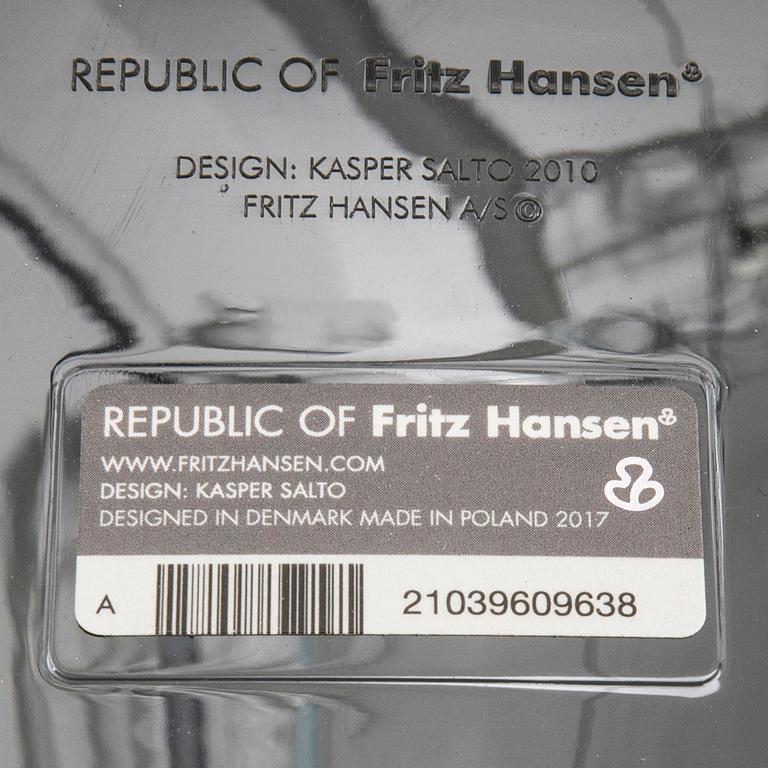 REPUBLIC OF Fritz Hansen
DESIGN: KASPER SALTO 2010
FRITZ HANSEN A/S ©
REPUBLIC OF Fritz Hansen
WWW.FRITZHANSEN.COM
DESIGN: KASPER SALTO
DESIGNED IN DENMARK MADE IN POLAND 2017
A 21039609638